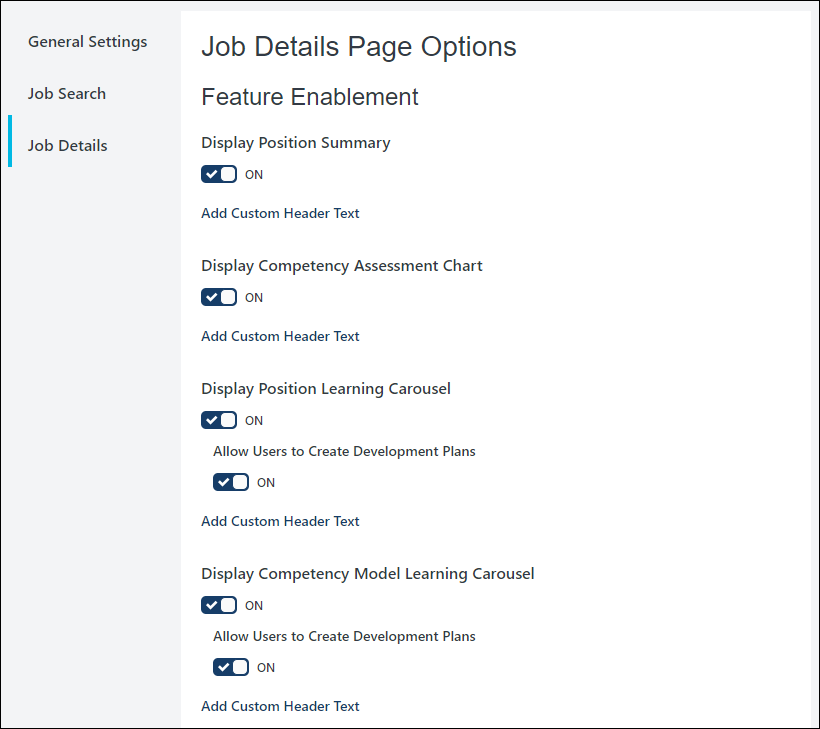 General Settings
Job Search
Job Details
Job Details Page Options
Feature Enablement
Display Position Summary
ON
Add Custom Header Text
Display Competency Assessment Chart
ON
Add Custom Header Text
Display Position Learning Carousel
ON
Allow Users to Create Development Plans
ON
Add Custom Header Text
Display Competency Model Learning Carousel
ON
Allow Users to Create Development Plans
ON
Add Custom Header Text